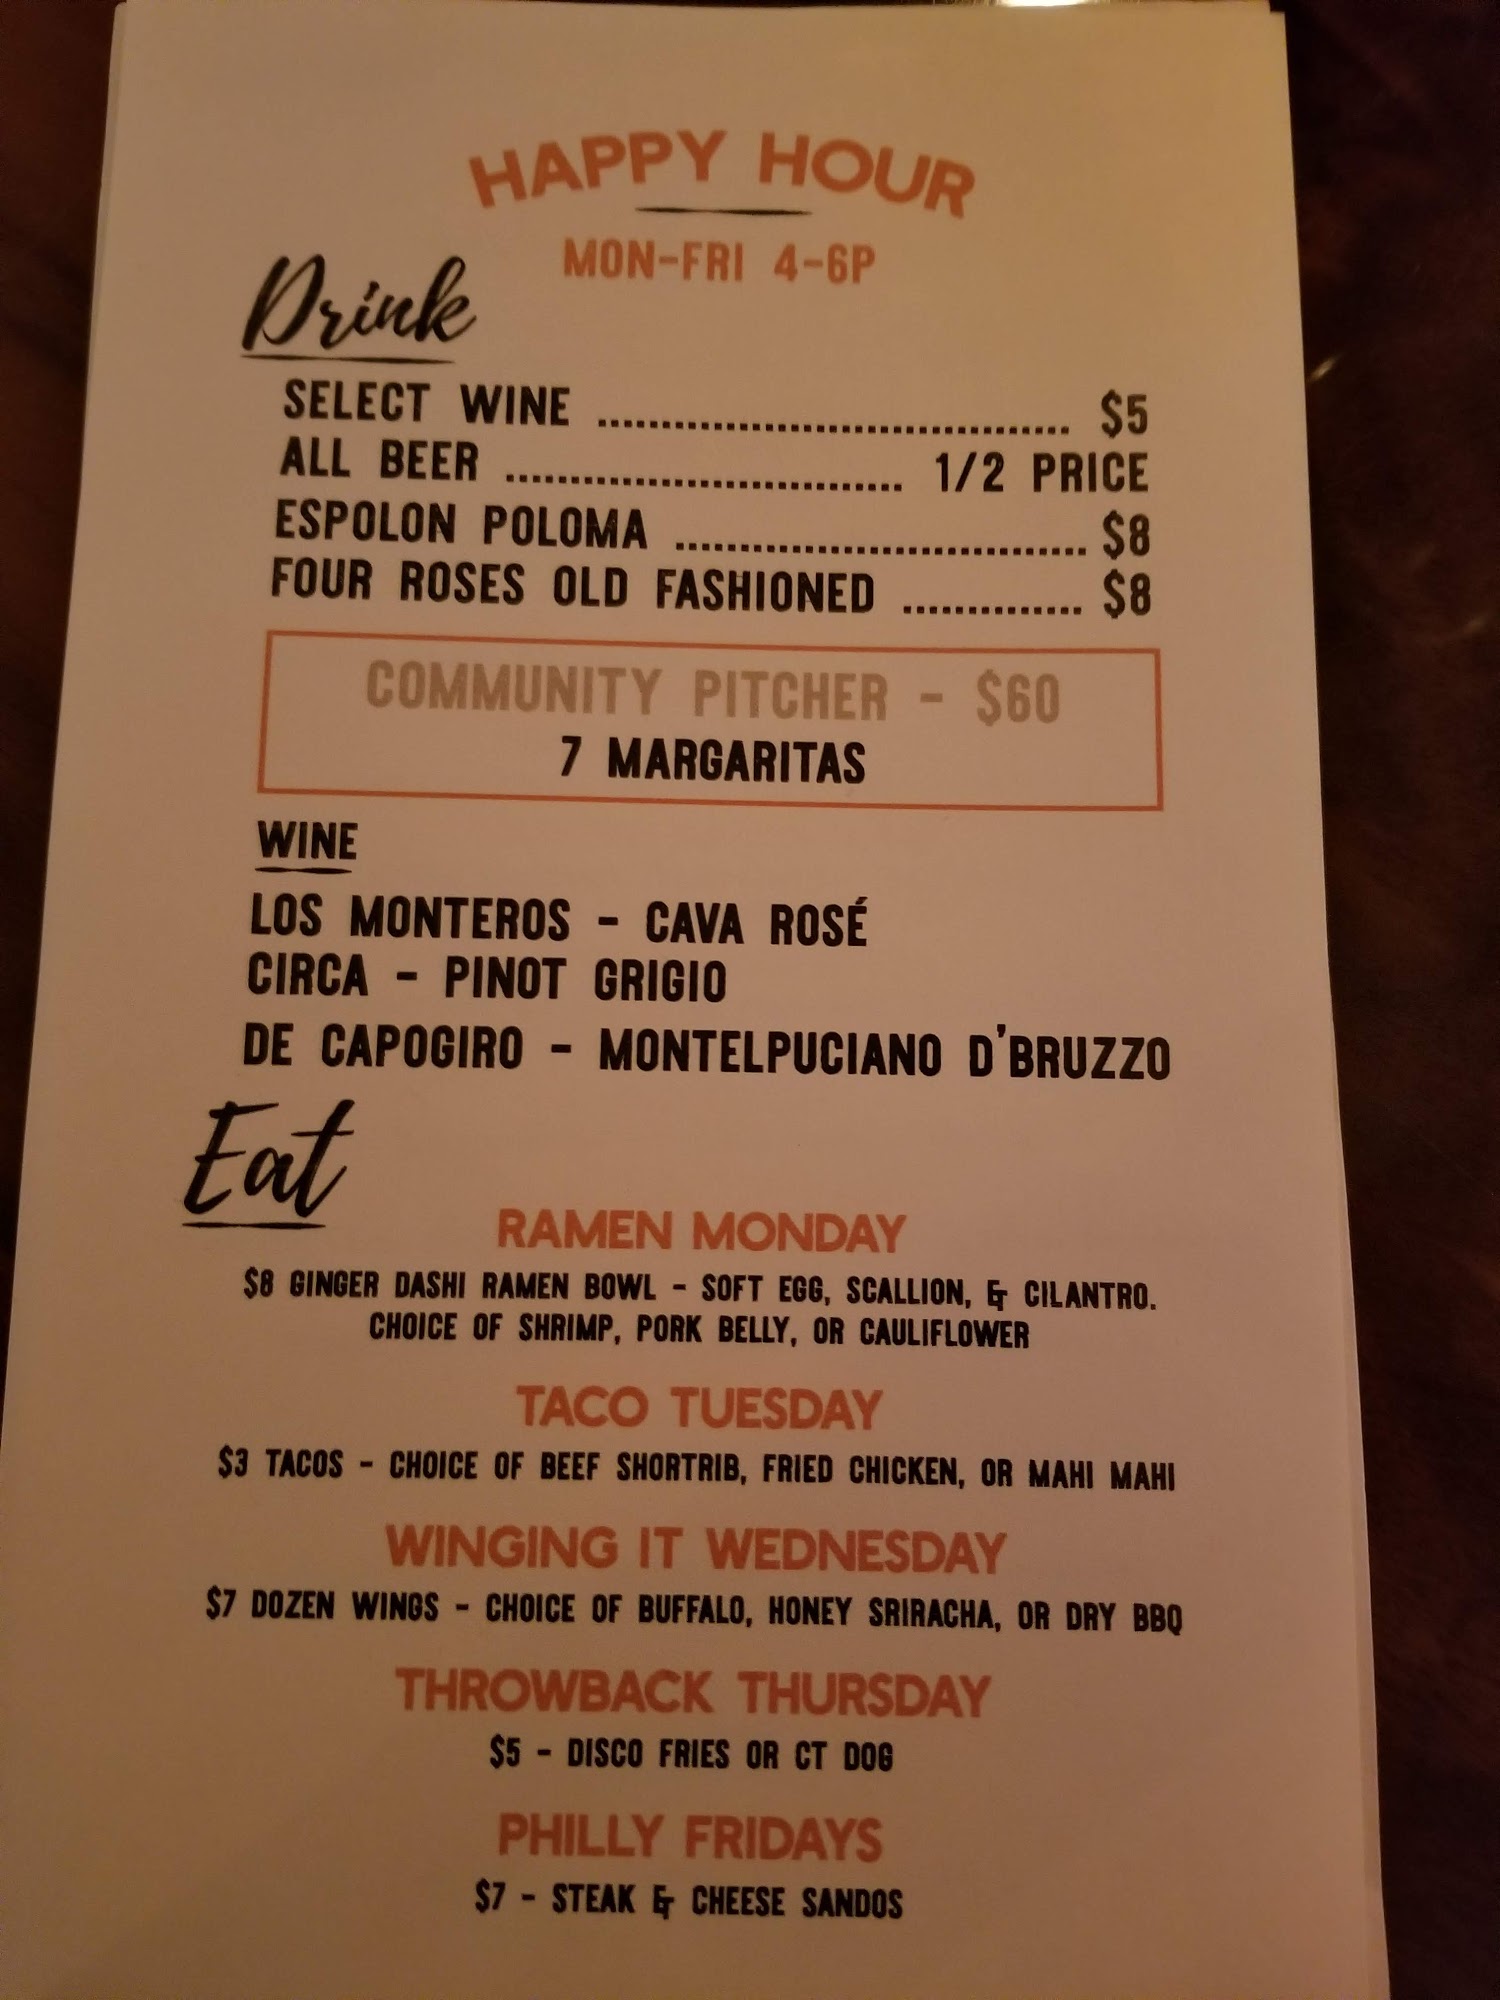 HAPPY HOUR
MON-FRI 4-6P
Drink
SELECT WINE ..................................... $5
ALL BEER ............................... 1/2 PRICE
ESPOLON POLOMA ................................ $8
FOUR ROSES OLD FASHIONED .............. $8
COMMUNITY PITCHER - $60
7 MARGARITAS
WINE
LOS MONTEROS - CAVA ROSÉ
CIRCA - PINOT GRIGIO
DE CAPOGIRO - MONTELPUCIANO D'BRUZZO
Eat
RAMEN MONDAY
$8 GINGER DASHI RAMEN BOWL - SOFT EGG, SCALLION, & CILANTRO.
CHOICE OF SHRIMP, PORK BELLY, OR CAULIFLOWER
TACO TUESDAY
$3 TACOS - CHOICE OF BEEF SHORTRIB, FRIED CHICKEN, OR MAHI MAHI
WINGING IT WEDNESDAY
$7 DOZEN WINGS - CHOICE OF BUFFALO, HONEY SRIRACHA, OR DRY BBQ
THROWBACK THURSDAY
$5 - DISCO FRIES OR CT DOG
PHILLY FRIDAYS
$7 - STEAK & CHEESE SANDOS